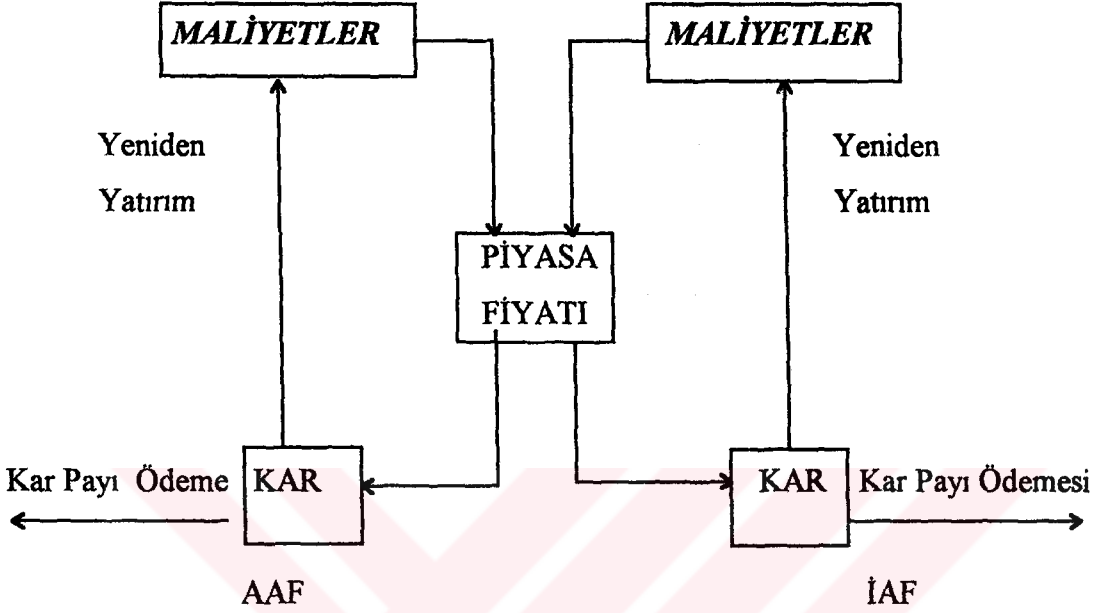 MALİYETLER
MALİYETLER
Yeniden
Yatırım
Yeniden
Yatırım
PİYASA
FİYATI
Kar Payı Ödeme
KAR
KAR
Kar Payı Ödemesi
AAF
İAF